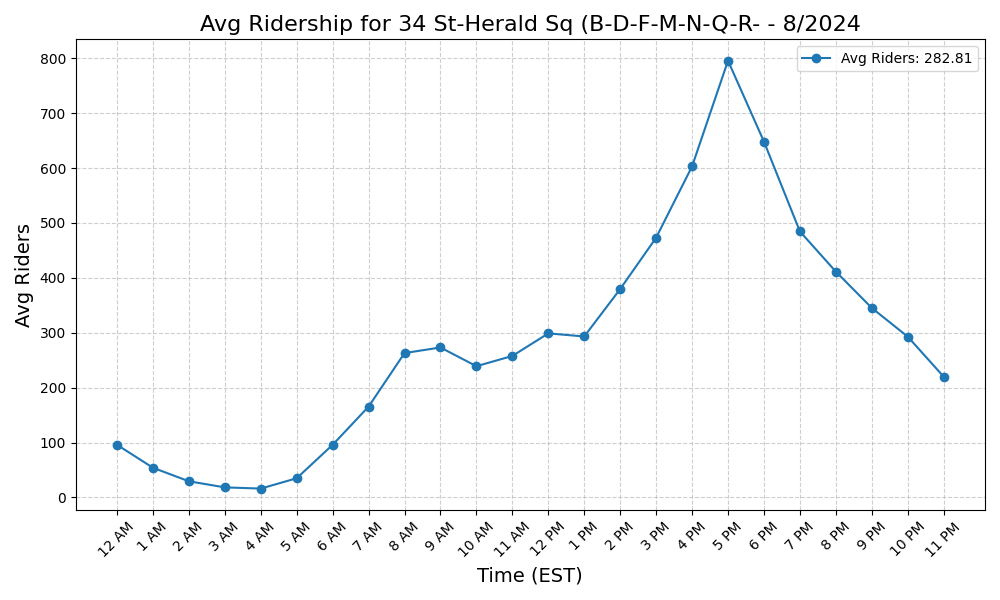 Avg Ridership for 34 St-Herald Sq (B-D-F-M-N-Q-R- - 8/2024
Avg Riders: 282.81
Avg Riders
800
700
600
500
400
300
200
100
0
12 AM
1 AM
2 AM
3 AM
4 AM
5 AM
6 AM
7 AM
8 AM
9 AM
10 AM
11 AM
12 PM
1 PM
2 PM
3 PM
4 PM
5 PM
6 PM
7 PM
8 PM
9 PM
10 PM
11 PM
Time (EST)